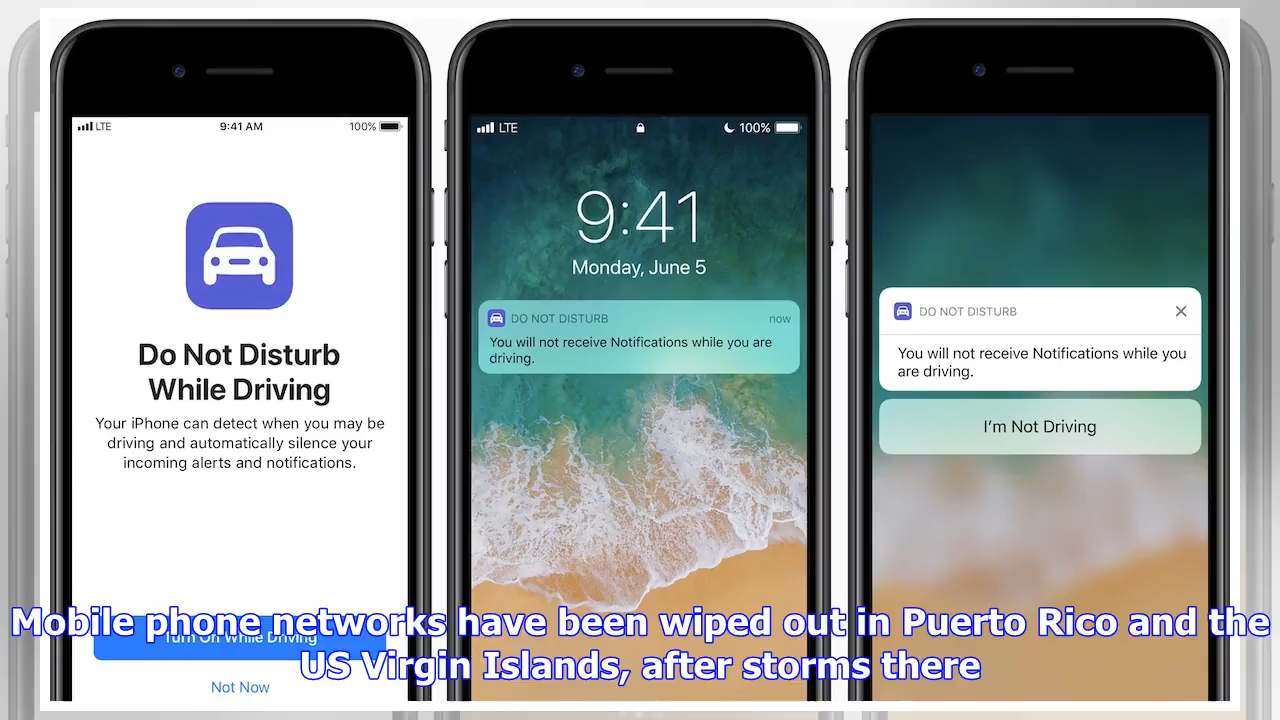 LTE
9:41 AM
100%
Do Not Disturb
While Driving
Your iPhone can detect when you may be
driving and automatically silence your
incoming alerts and notifications.
Turn On While Driving
Not Now
LTE
100%
9:41
Monday, June 5
DO NOT DISTURB
now
You will not receive Notifications while you are
driving.
DO NOT DISTURB
You will not receive Notifications while you
are driving.
I'm Not Driving
Mobile phone networks have been wiped out in Puerto Rico and the
US Virgin Islands, after storms there